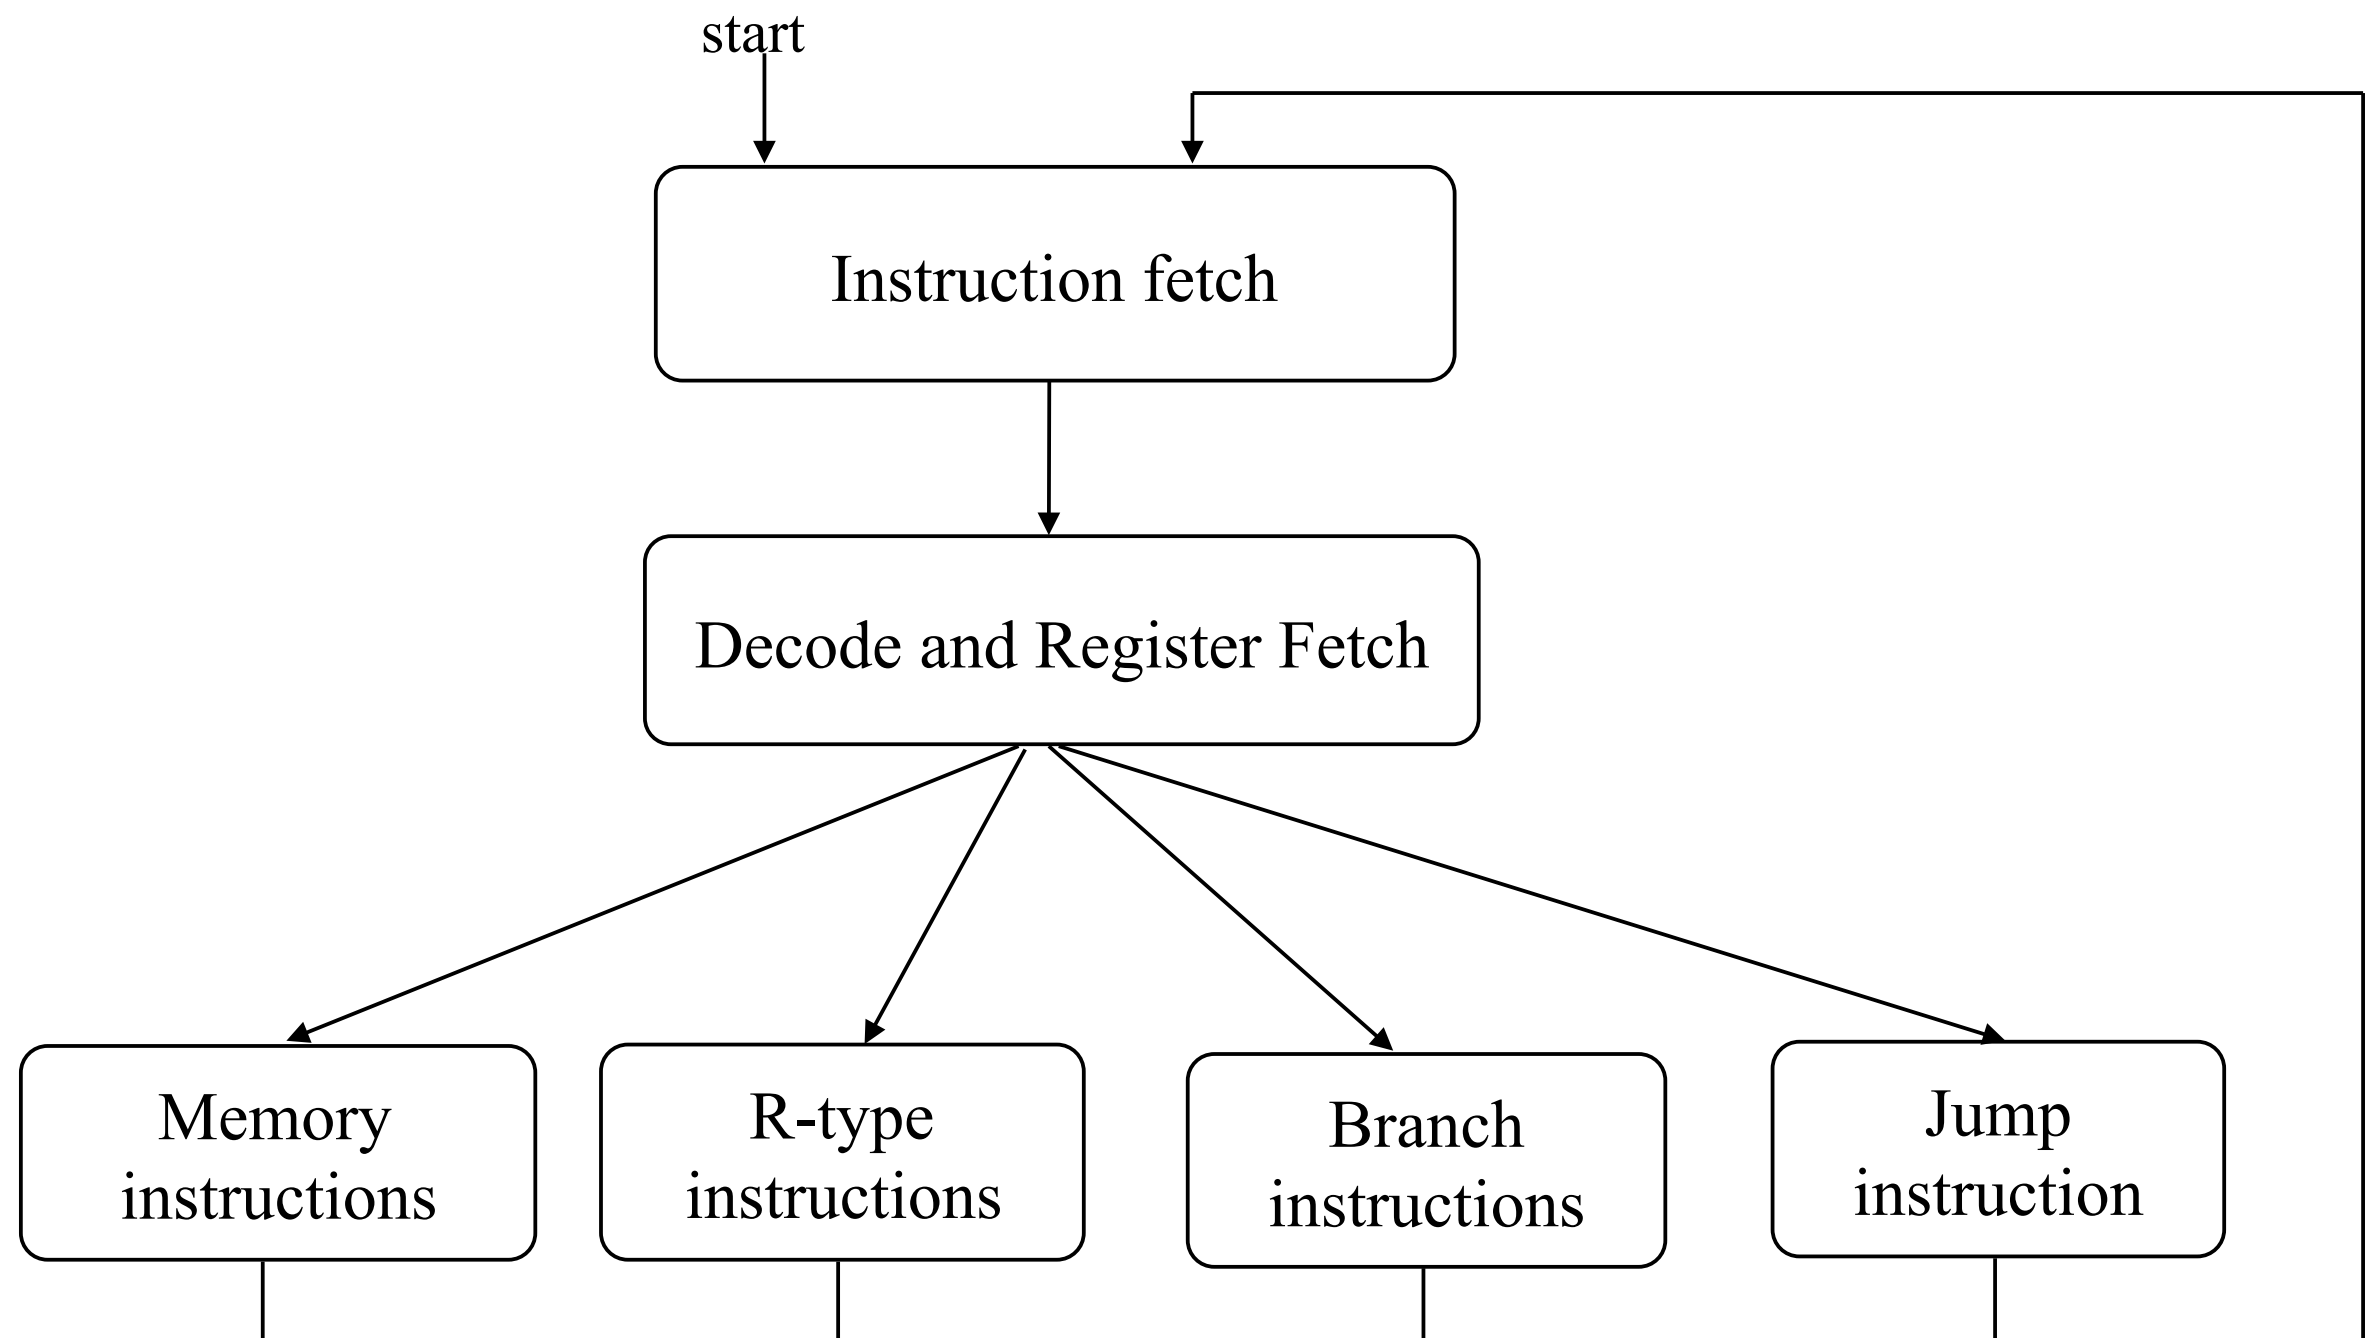 start
Instruction fetch
Decode and Register Fetch
Memory
instructions
R-type
instructions
Branch
instructions
Jump
instruction